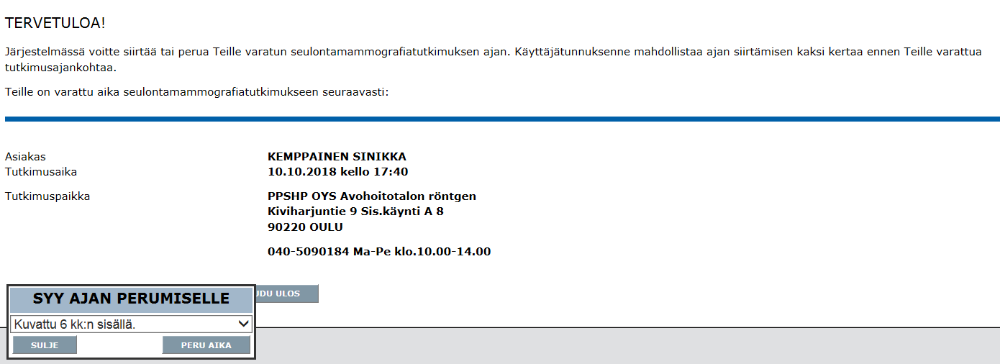 TERVETULOA!
Järjestelmässä voitte siirtää tai perua Teille varatun seulontamammografiatutkimuksen ajan. Käyttäjätunnuksenne mahdollistaa ajan siirtämisen kaksi kertaa ennen Teille varattua
tutkimusajankohtaa.
Teille on varattu aika seulontamammografiatutkimukseen seuraavasti:
Asiakas KEMPPAINEN SINIKKA
Tutkimusaika 10.10.2018 kello 17:40
Tutkimuspaikka PPSHP OYS Avohoitotalon röntgen
Kiviharjuntie 9 Sis.käynti A 8
90220 OULU
040-5090184 Ma-Pe klo.10.00-14.00
SYY AJAN PERUMISELLE
ULOS
Kuvattu 6 kk:n sisällä.
SULJE PERU AIKA